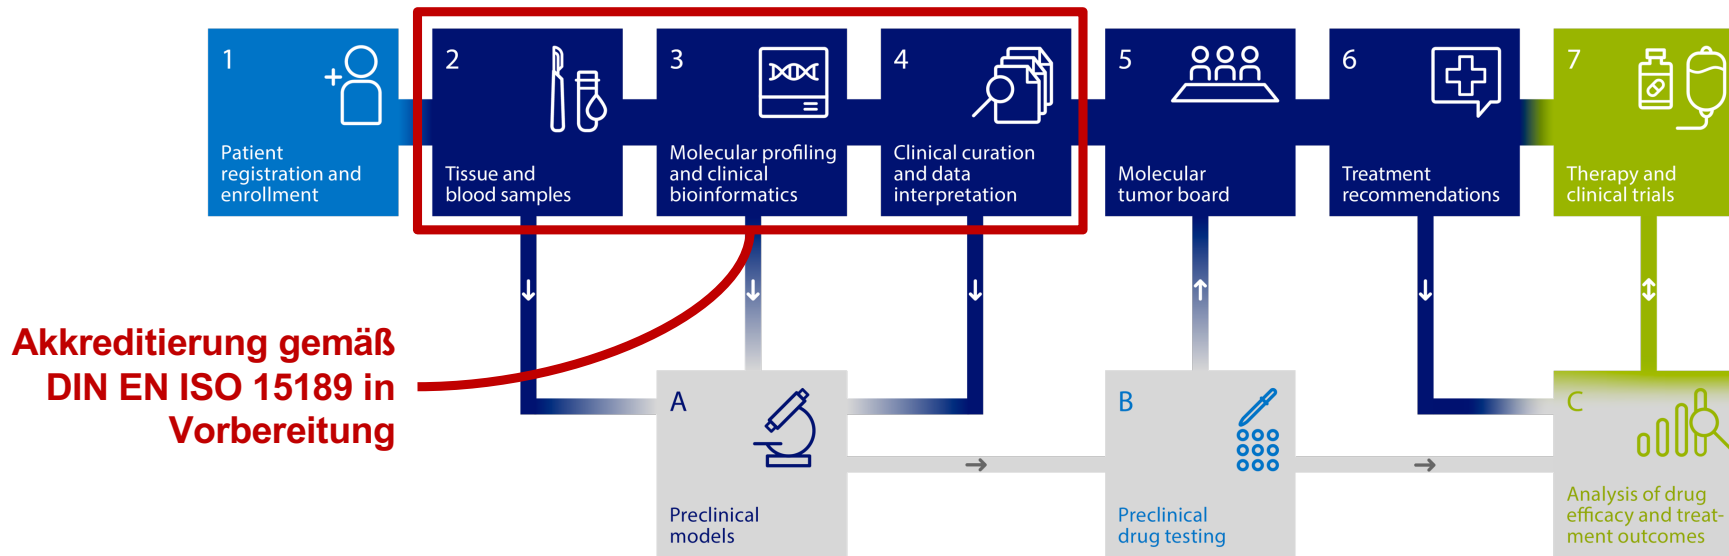 1
Patient
registration and
enrollment
2
Tissue and
blood samples
3
Molecular profiling
and clinical
bioinformatics
4
Clinical curation
and data
interpretation
5
Molecular
tumor board
6
Treatment
recommendations
7
Therapy and
clinical trials
Akkreditierung gemäß
DIN EN ISO 15189 in
Vorbereitung
A
Preclinical
models
B
Preclinical
drug testing
C
Analysis of drug
efficacy and treat-
ment outcomes